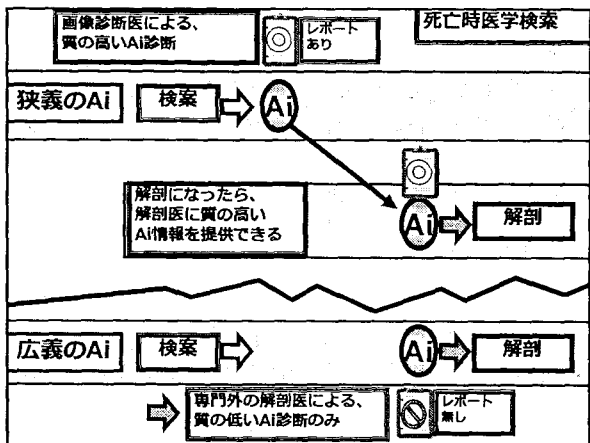 画像診断医による、
質の高いAi診断
レポート
あり
死亡時医学検索
狭義のAi
検案
Ai
解剖になったら、
解剖医に質の高い
Ai情報を提供できる
Ai
解剖
広義のAi
検案
Ai
解剖
専門外の解剖医による、
質の低いAi診断のみ
レポート
無し